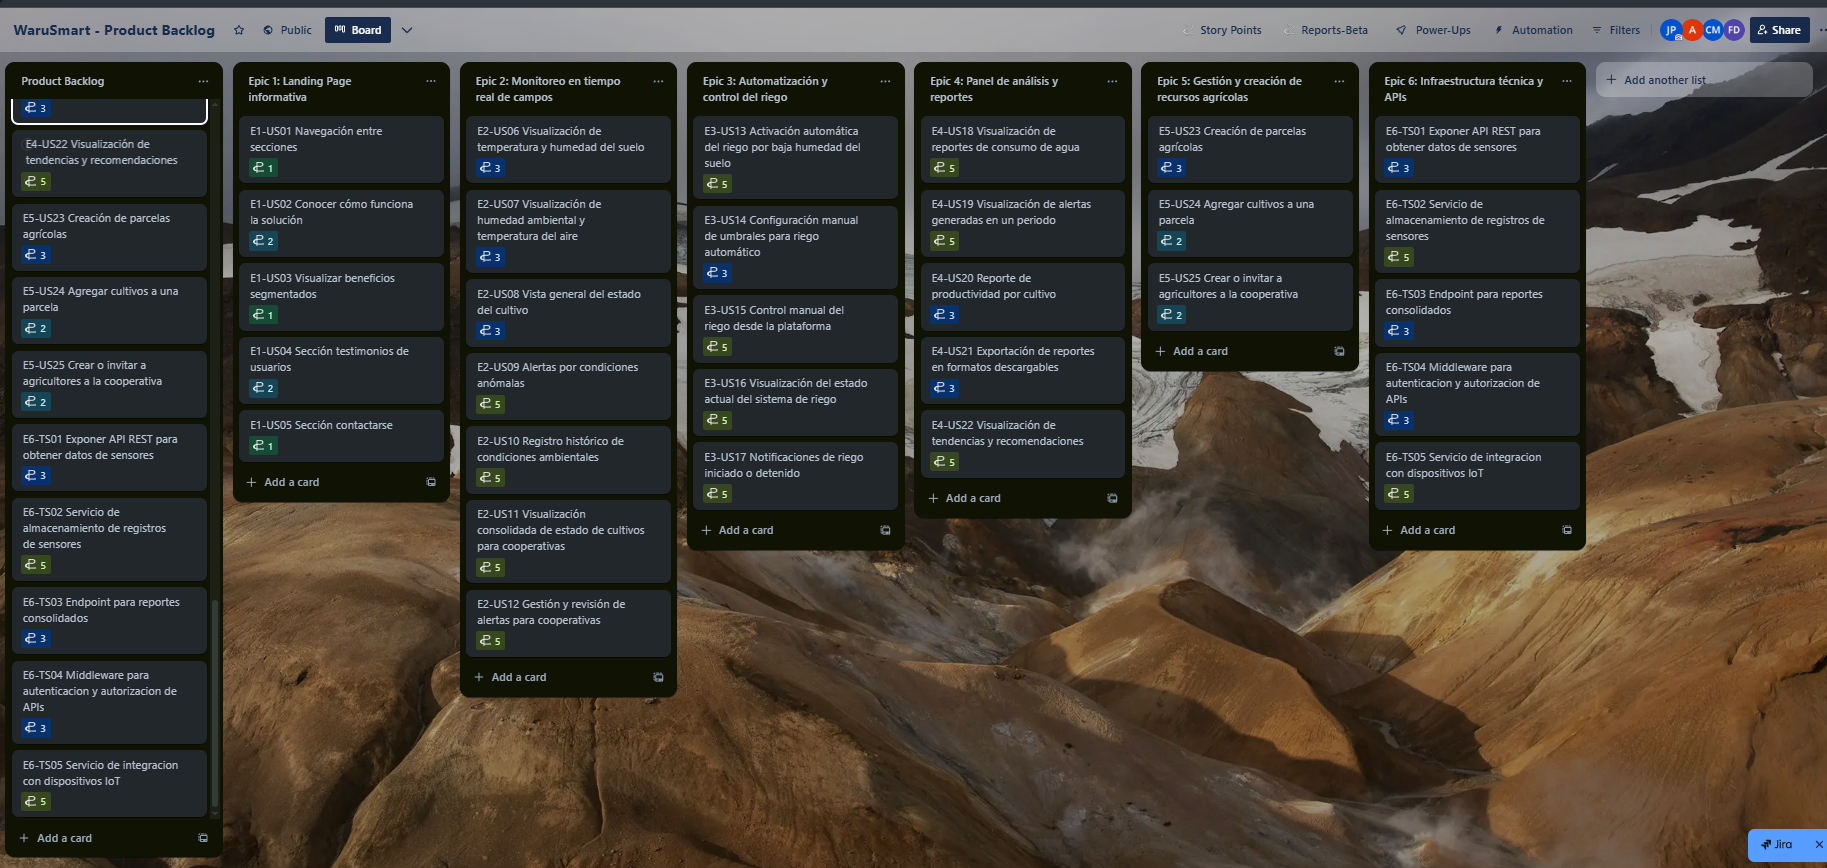 WaruSmart - Product Backlog
Public
Board
Story Points
Reports-Beta
Power-Ups
Automation
Filters
JP
A
CM
FD
Share
Product Backlog
3
E4-US22 Visualización de
tendencias y recomendaciones
5
E5-US23 Creación de parcelas
agrícolas
3
E5-US24 Agregar cultivos a una
parcela
2
E5-US25 Crear o invitar a
agricultores a la cooperativa
2
E6-TS01 Exponer API REST para
obtener datos de sensores
3
E6-TS02 Servicio de
almacenamiento de registros
de sensores
5
E6-TS03 Endpoint para reportes
consolidados
3
E6-TS04 Middleware para
autenticacion y autorizacion de
APIs
3
E6-TS05 Servicio de integracion
con dispositivos IoT
5
Add a card
Epic 1: Landing Page
informativa
E1-US01 Navegación entre
secciones
1
E1-US02 Conocer cómo funciona
la solución
2
E1-US03 Visualizar beneficios
segmentados
1
E1-US04 Sección testimonios de
usuarios
2
E1-US05 Sección contactarse
1
Add a card
Epic 2: Monitoreo en tiempo
real de campos
E2-US06 Visualización de
temperatura y humedad del suelo
3
E2-US07 Visualización de
humedad ambiental y
temperatura del aire
3
E2-US08 Vista general del estado
del cultivo
3
E2-US09 Alertas por condiciones
anómalas
5
E2-US10 Registro histórico de
condiciones ambientales
5
E2-US11 Visualización
consolidada de estado de cultivos
para cooperativas
5
E2-US12 Gestión y revisión de
alertas para cooperativas
5
Add a card
Epic 3: Automatización y
control del riego
E3-US13 Activación automática
del riego por baja humedad del
suelo
5
E3-US14 Configuración manual
de umbrales para riego
automático
3
E3-US15 Control manual del
riego desde la plataforma
5
E3-US16 Visualización del estado
actual del sistema de riego
5
E3-US17 Notificaciones de riego
iniciado o detenido
5
Add a card
Epic 4: Panel de análisis y
reportes
E4-US18 Visualización de
reportes de consumo de agua
5
E4-US19 Visualización de alertas
generadas en un periodo
5
E4-US20 Reporte de
productividad por cultivo
3
E4-US21 Exportación de reportes
en formatos descargables
3
E4-US22 Visualización de
tendencias y recomendaciones
5
Add a card
Epic 5: Gestión y creación de
recursos agrícolas
E5-US23 Creación de parcelas
agrícolas
3
E5-US24 Agregar cultivos a una
parcela
2
E5-US25 Crear o invitar a
agricultores a la cooperativa
2
Add a card
Epic 6: Infraestructura técnica y
APIs
E6-TS01 Exponer API REST para
obtener datos de sensores
3
E6-TS02 Servicio de
almacenamiento de registros de
sensores
5
E6-TS03 Endpoint para reportes
consolidados
3
E6-TS04 Middleware para
autenticacion y autorizacion de
APIs
3
E6-TS05 Servicio de integracion
con dispositivos IoT
5
Add a card
Add another list
Jira